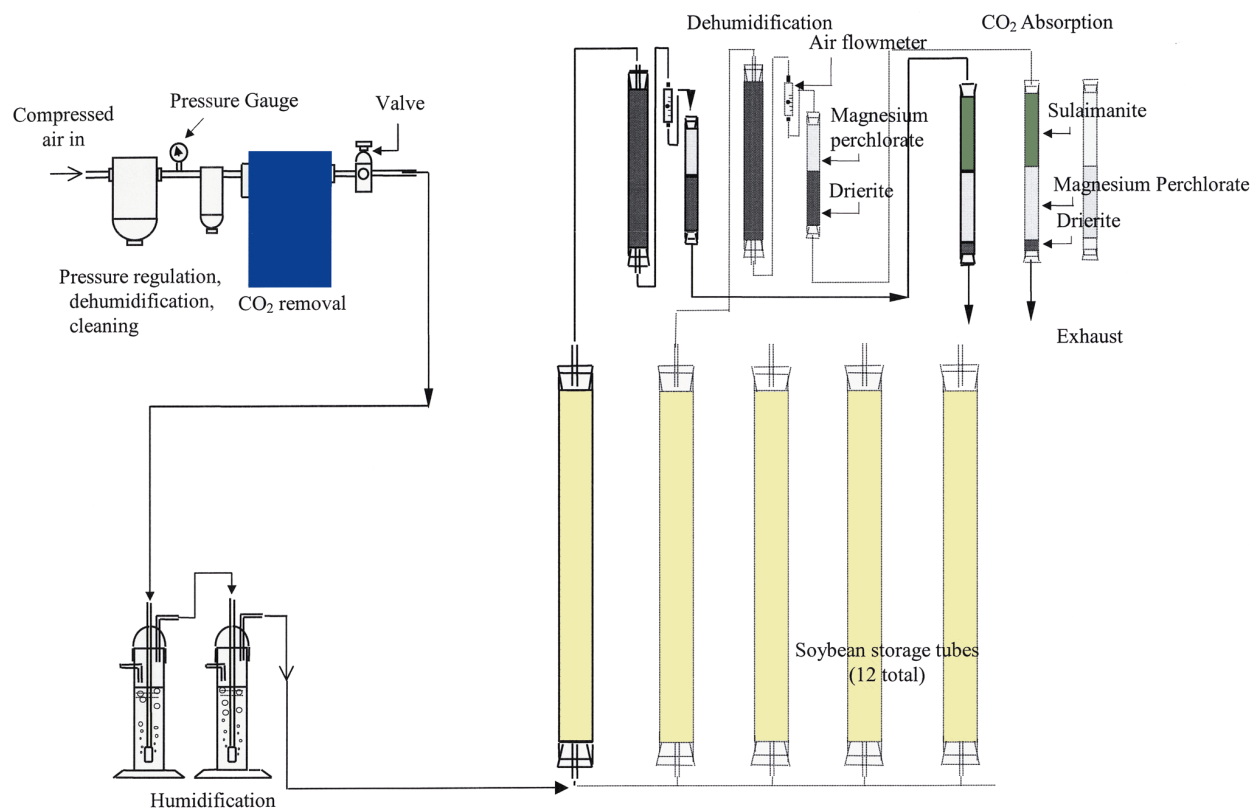 Dehumidification
CO₂ Absorption
Air flowmeter
Pressure Gauge
Valve
Compressed
air in
Sulaimanite
Magnesium
perchlorate
Magnesium Perchlorate
Drierite
Drierite
Pressure regulation,
dehumidification,
cleaning
CO₂ removal
Exhaust
Soybean storage tubes
(12 total)
Humidification